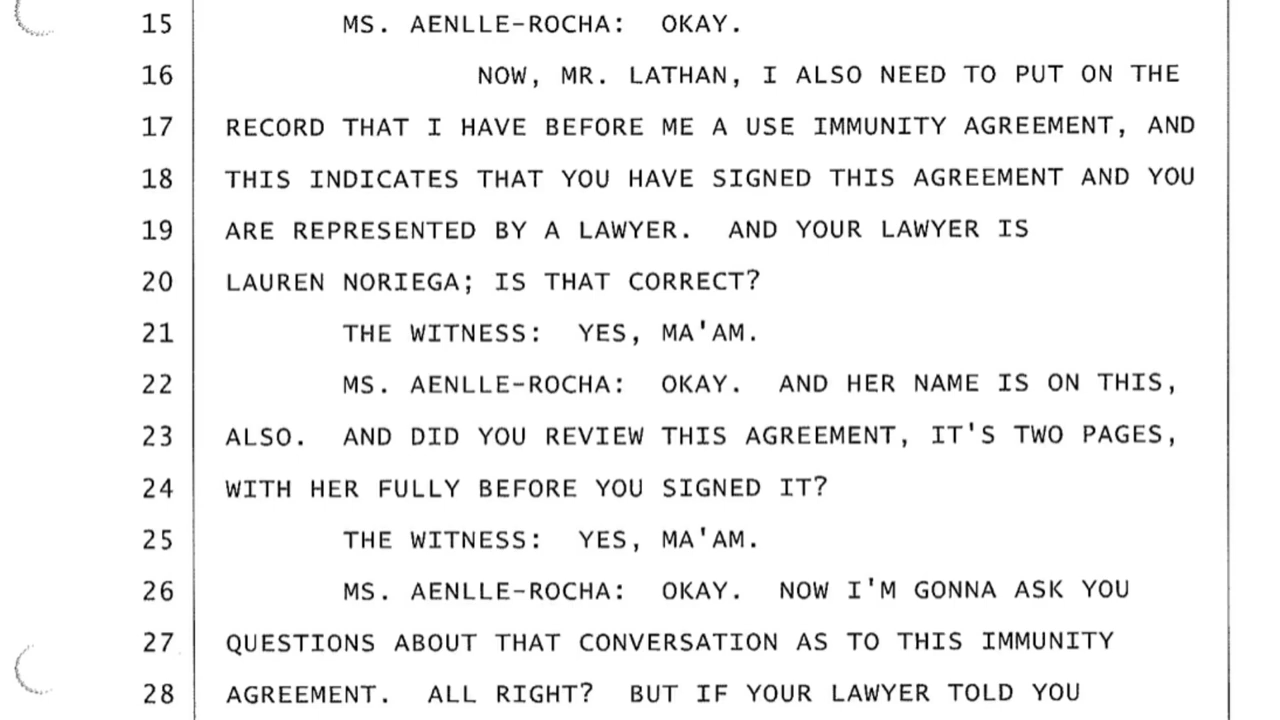 15 MS. AENLLE-ROCHA: OKAY.
16 NOW, MR. LATHAN, I ALSO NEED TO PUT ON THE
17 RECORD THAT I HAVE BEFORE ME A USE IMMUNITY AGREEMENT, AND
18 THIS INDICATES THAT YOU HAVE SIGNED THIS AGREEMENT AND YOU
19 ARE REPRESENTED BY A LAWYER. AND YOUR LAWYER IS
20 LAUREN NORIEGA; IS THAT CORRECT?
21 THE WITNESS: YES, MA'AM.
22 MS. AENLLE-ROCHA: OKAY. AND HER NAME IS ON THIS,
23 ALSO. AND DID YOU REVIEW THIS AGREEMENT, IT'S TWO PAGES,
24 WITH HER FULLY BEFORE YOU SIGNED IT?
25 THE WITNESS: YES, MA'AM.
26 MS. AENLLE-ROCHA: OKAY. NOW I'M GONNA ASK YOU
27 QUESTIONS ABOUT THAT CONVERSATION AS TO THIS IMMUNITY
28 AGREEMENT. ALL RIGHT? BUT IF YOUR LAWYER TOLD YOU